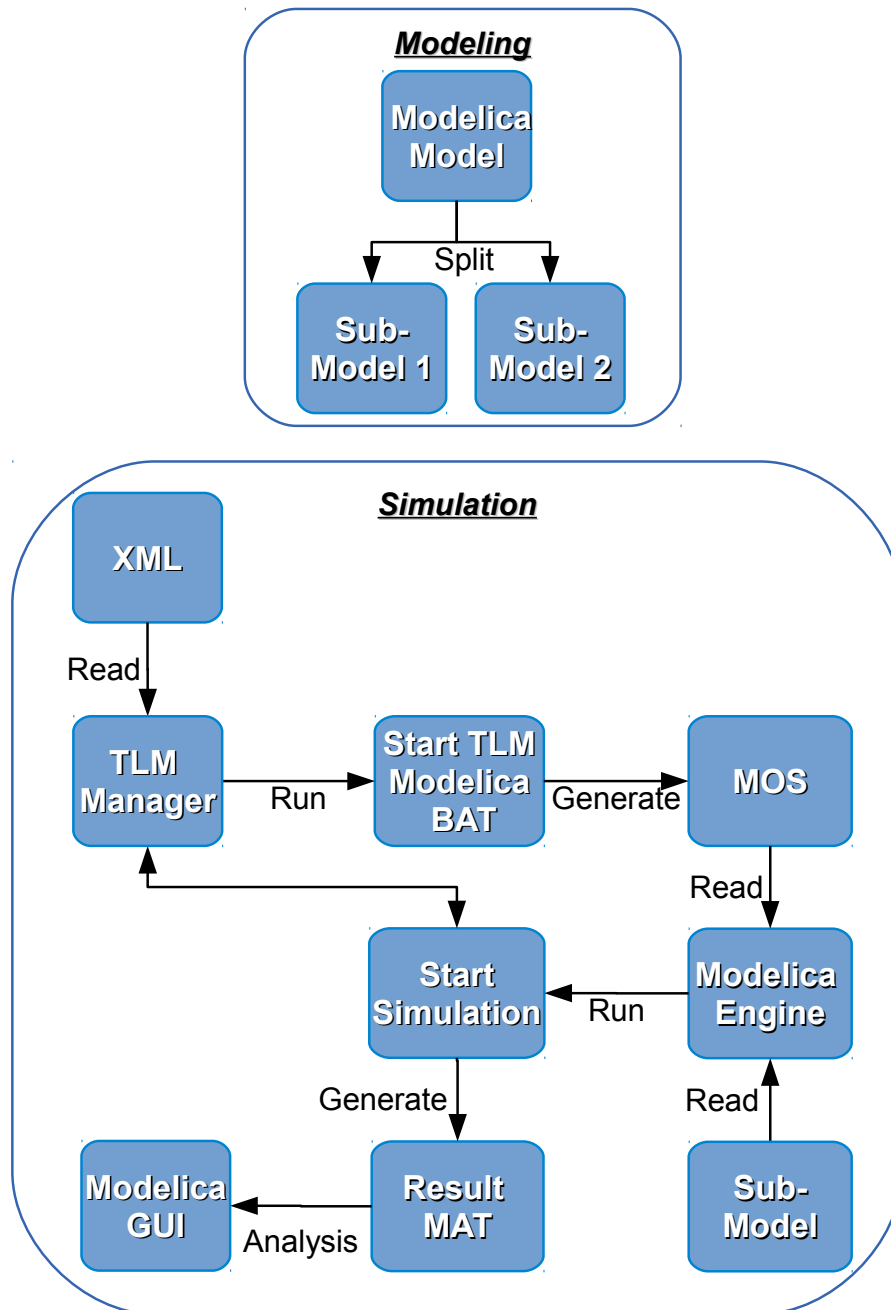 Modeling
Modelica
Model
Split
Sub-
Model 1
Sub-
Model 2
Simulation
XML
Read
TLM
Manager
Run
Start TLM
Modelica
BAT
Generate
MOS
Read
Start
Simulation
Run
Modelica
Engine
Generate
Read
Modelica
GUI
Analysis
Result
MAT
Sub-
Model